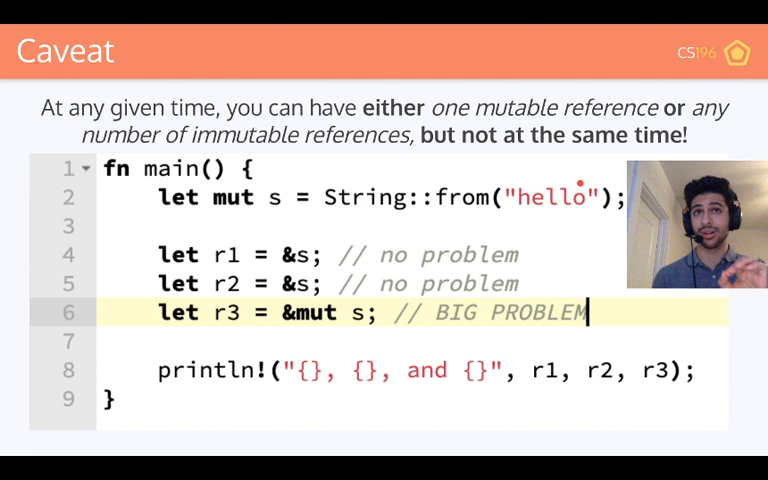 Caveat
CS196
At any given time, you can have either one mutable reference or any
number of immutable references, but not at the same time!
1 fn main() {
2 let mut s = String::from("hello");
3
4 let r1 = &s; // no problem
5 let r2 = &s; // no problem
6 let r3 = &mut s; // BIG PROBLEM
7
8 println!("{}, {}, and {}", r1, r2, r3);
9 }